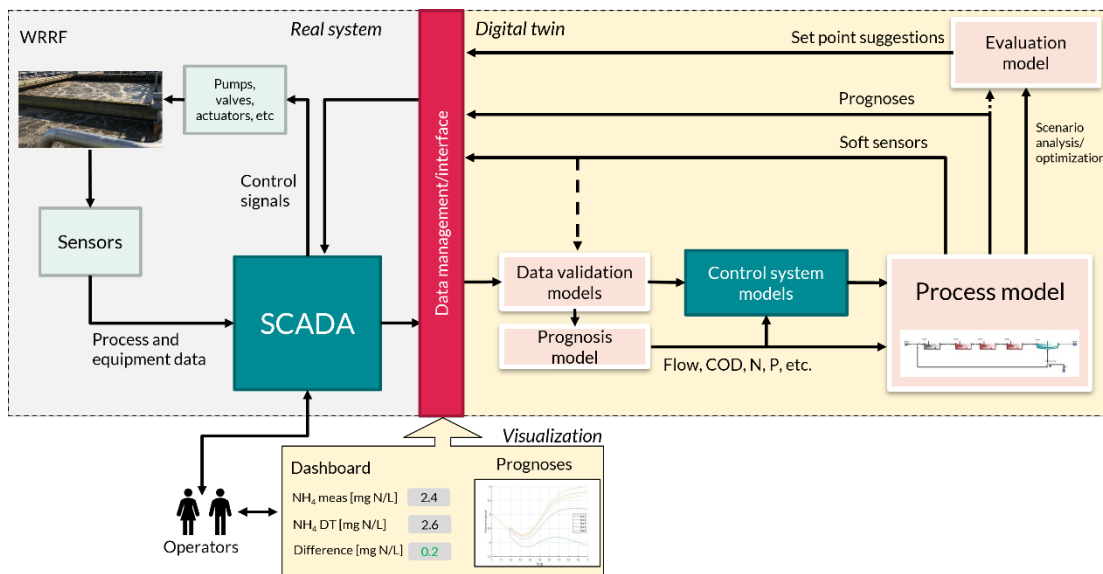 WRRF
Real system
Digital twin
Pumps,
valves,
actuators, etc
Control
signals
Sensors
SCADA
Process and
equipment data
Data management/interface
Set point suggestions
Evaluation
model
Prognoses
Soft sensors
Scenario
analysis/
optimization
Data validation
models
Control system
models
Process model
Prognosis
model
Flow, COD, N, P, etc.
Visualization
Dashboard
Prognoses
NH₄ meas [mg N/L] 2.4
NH₄ DT [mg N/L] 2.6
Difference [mg N/L] 0.2
Operators